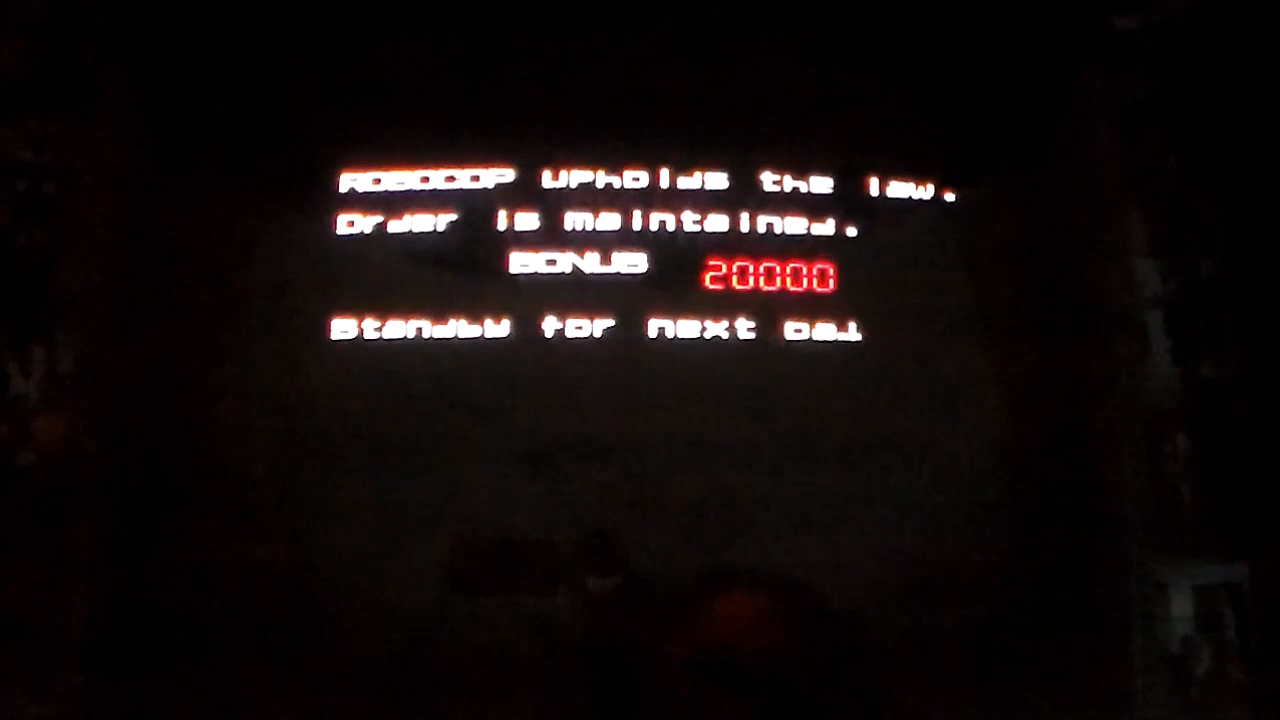 ROBOCOP upholds the law.
Order is maintained.
BONUS 20000
Standby for next